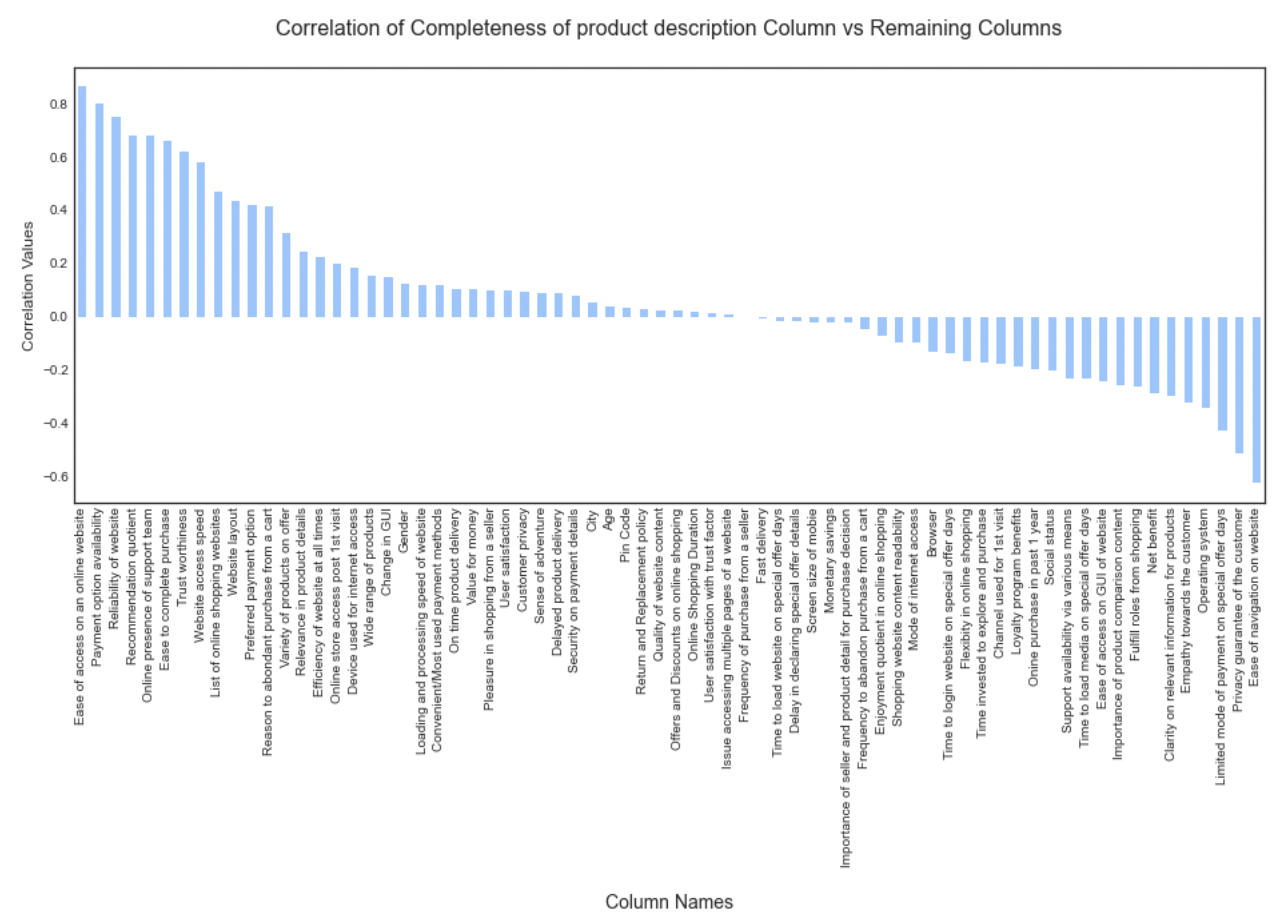 Correlation of Completeness of product description Column vs Remaining Columns
Correlation Values
0.8
0.6
0.4
0.2
0.0
−0.2
−0.4
−0.6
Ease of access on an online website
Payment option availability
Reliability of website
Recommendation quotient
Online presence of support team
Ease to complete purchase
Trust worthiness
Website access speed
List of online shopping websites
Website layout
Preferred payment option
Reason to abondant purchase from a cart
Variety of products on offer
Relevance in product details
Efficiency of website at all times
Online store access post 1st visit
Device used for internet access
Wide range of products
Change in GUI
Gender
Loading and processing speed of website
Convenient/Most used payment methods
On time product delivery
Value for money
Pleasure in shopping from a seller
User satisfaction
Customer privacy
Sense of adventure
Delayed product delivery
Security on payment details
City
Age
Pin Code
Return and Replacement policy
Quality of website content
Offers and Discounts on online shopping
Online Shopping Duration
User satisfaction with trust factor
Issue accessing multiple pages of a website
Frequency of purchase from a seller
Fast delivery
Time to load website on special offer days
Delay in declaring special offer details
Screen size of mobie
Monetary savings
Importance of seller and product detail for purchase decision
Frequency to abandon purchase from a cart
Enjoyment quotient in online shopping
Shopping website content readability
Mode of internet access
Browser
Time to login website on special offer days
Flexibity in online shopping
Time invested to explore and purchase
Channel used for 1st visit
Loyalty program benefits
Onine purchase in past 1 year
Social status
Support availability via various means
Time to load media on special offer days
Ease of access on GUI of website
Importance of product comparison content
Fulfill roles from shopping
Net benefit
Clarity on relevant information for products
Empathy towards the customer
Operating system
Limited mode of payment on special offer days
Privacy guarantee of the customer
Ease of navigation on website
Column Names